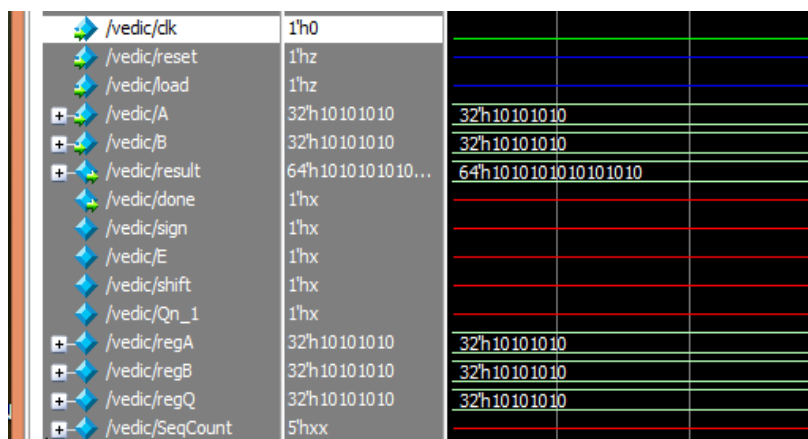 /vedic/clk 1'h0
/vedic/reset 1'hz
/vedic/load 1'hz
/vedic/A 32'h10101010 32'h10101010
/vedic/B 32'h10101010 32'h10101010
/vedic/result 64'h1010101010... 64'h1010101010101010
/vedic/done 1'hx
/vedic/sign 1'hx
/vedic/E 1'hx
/vedic/shift 1'hx
/vedic/Qn_1 1'hx
/vedic/regA 32'h10101010 32'h10101010
/vedic/regB 32'h10101010 32'h10101010
/vedic/regQ 32'h10101010 32'h10101010
/vedic/SeqCount 5'hxx